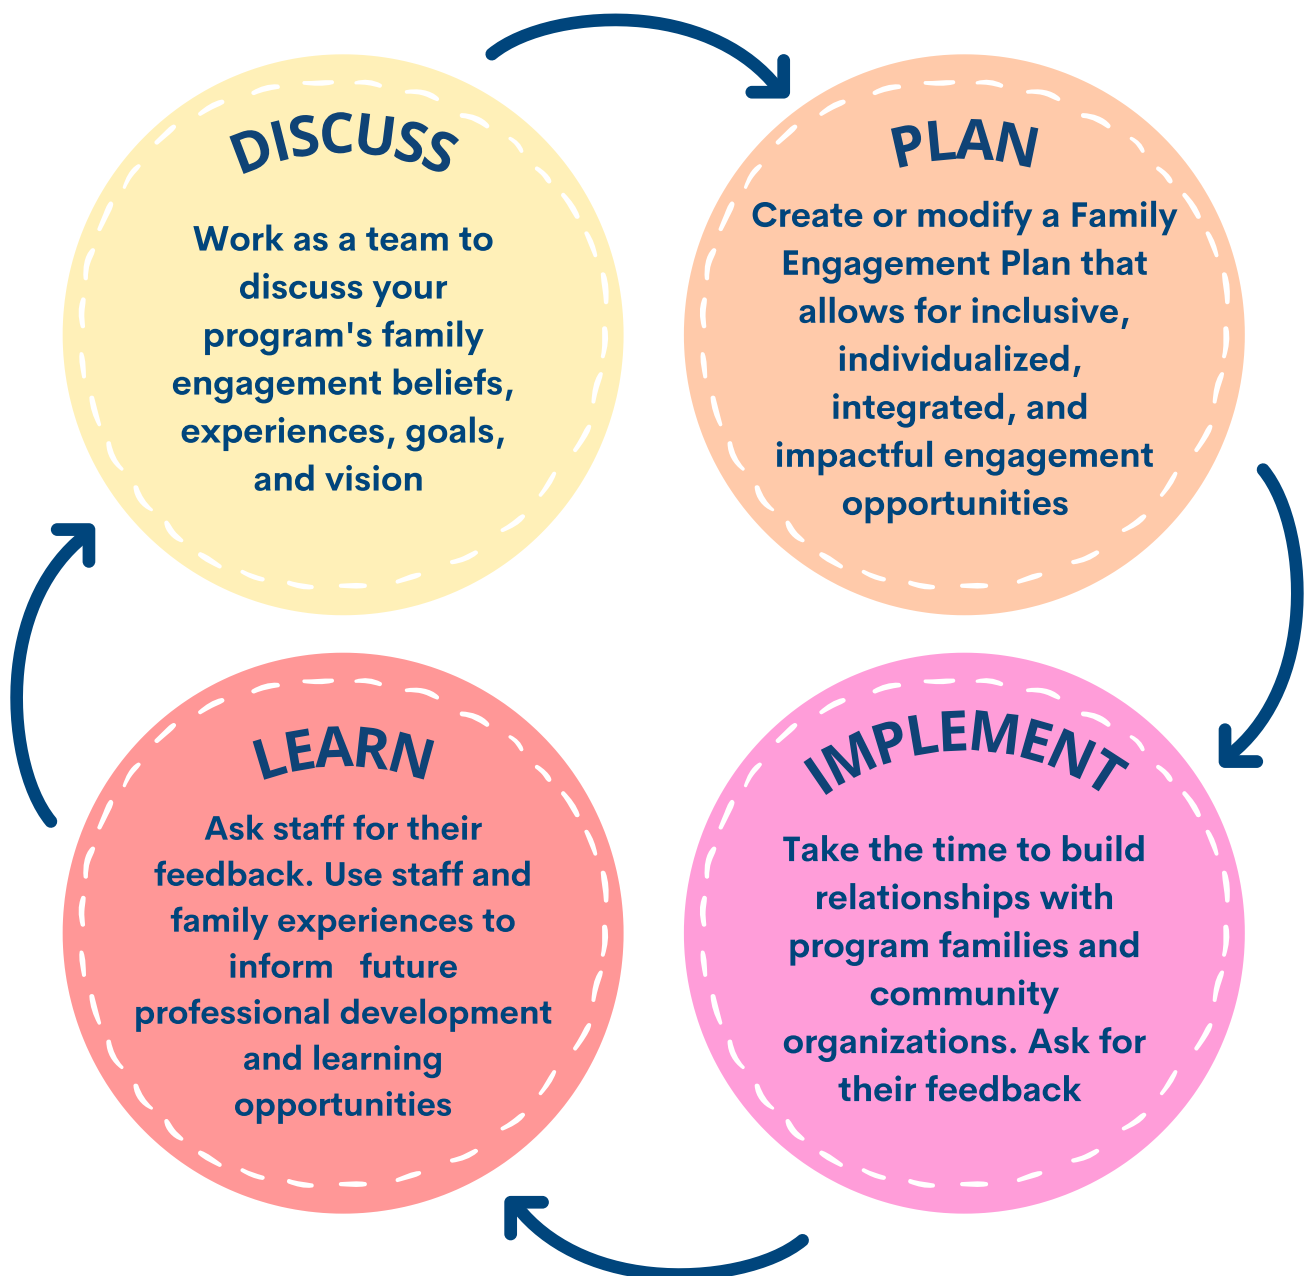 DISCUSS
Work as a team to
discuss your
program's family
engagement beliefs,
experiences, goals,
and vision
PLAN
Create or modify a Family
Engagement Plan that
allows for inclusive,
individualized,
integrated, and
impactful engagement
opportunities
IMPLEMENT
Take the time to build
relationships with
program families and
community
organizations. Ask for
their feedback
LEARN
Ask staff for their
feedback. Use staff and
family experiences to
inform   future
professional development
and learning
opportunities